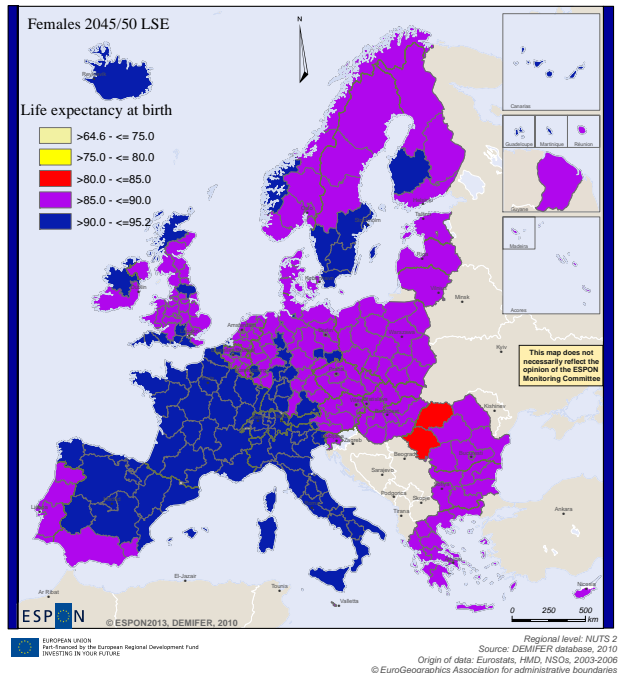 Females 2045/50 LSE
N
Reykjavik
Life expectancy at birth
>64.6 - <= 75.0
>75.0 - <= 80.0
>80.0 - <=85.0
>85.0 - <=90.0
>90.0 - <=95.2
Canarias
Guadeloupe
Martinique
Réunion
Guyane
Madeira
Acores
Minsk
Kyiv
This map does not
necessarily reflect the
opinion of the ESPON
Monitoring Committee
Kishinev
Zagreb
Beograd
Sarajevo
Podgorica
Skopje
Tirana
Ankara
Nicosia
Ar Ribat
El-Jazair
Tounis
Valletta
0 250 500
km
ESPON
© ESPON2013, DEMIFER, 2010
EUROPEAN UNION
Part-financed by the European Regional Development Fund
INVESTING IN YOUR FUTURE
Regional level: NUTS 2
Source: DEMIFER database, 2010
Origin of data: Eurostats, HMD, NSOs, 2003-2006
© EuroGeographics Association for administrative boundaries